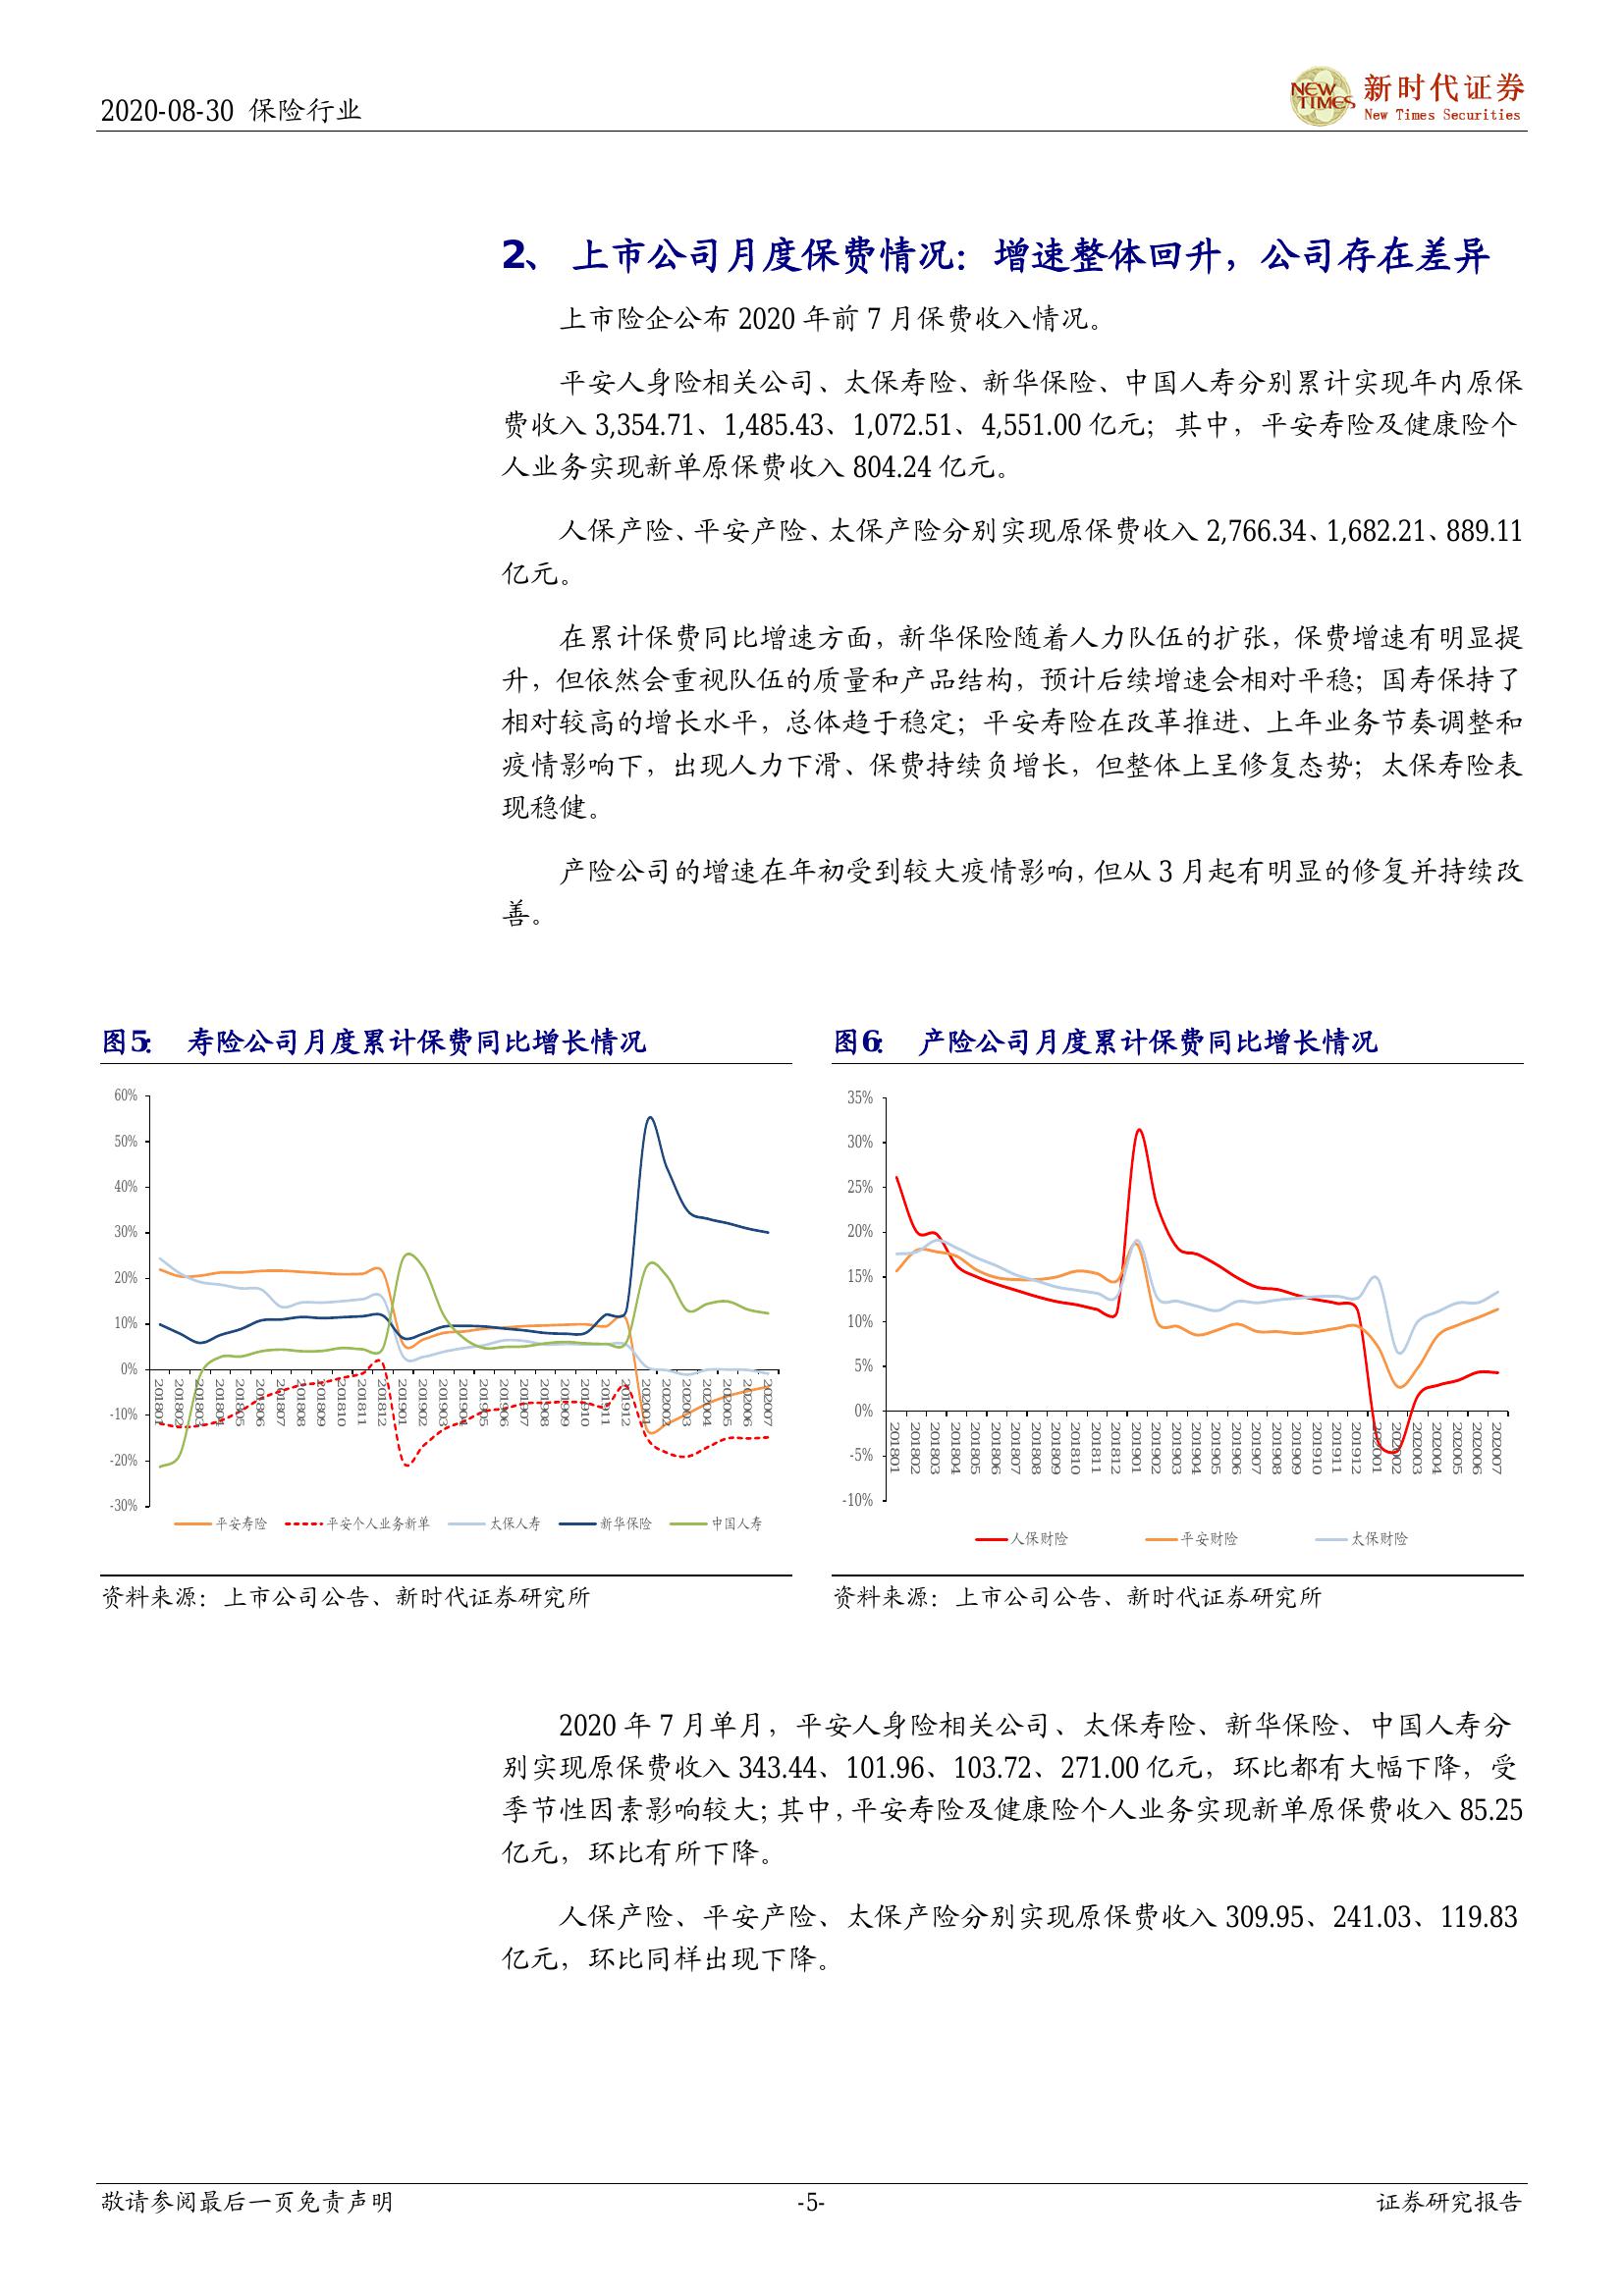 2020-08-30 保险行业
NEW TIMES
新时代证券
New Times Securities
2、 上市公司月度保费情况：增速整体回升，公司存在差异
上市险企公布 2020 年前 7 月保费收入情况。
平安人身险相关公司、太保寿险、新华保险、中国人寿分别累计实现年内原保
费收入 3,354.71、1,485.43、1,072.51、4,551.00 亿元；其中，平安寿险及健康险个
人业务实现新单原保费收入 804.24 亿元。
人保产险、平安产险、太保产险分别实现原保费收入 2,766.34、1,682.21、889.11
亿元。
在累计保费同比增速方面，新华保险随着人力队伍的扩张，保费增速有明显提
升，但依然会重视队伍的质量和产品结构，预计后续增速会相对平稳；国寿保持了
相对较高的增长水平，总体趋于稳定；平安寿险在改革推进、上年业务节奏调整和
疫情影响下，出现人力下滑、保费持续负增长，但整体上呈修复态势；太保寿险表
现稳健。
产险公司的增速在年初受到较大疫情影响，但从 3 月起有明显的修复并持续改
善。
图5： 寿险公司月度累计保费同比增长情况
60%
50%
40%
30%
20%
10%
0%
-10%
-20%
-30%
201801 201802 201803 201804 201805 201806 201807 201808 201809 201810 201811 201812 201901 201902 201903 201904 201905 201906 201907 201908 201909 201910 201911 201912 202001 202002 202003 202004 202005 202006 202007
平安寿险 平安个人业务新单 太保人寿 新华保险 中国人寿
资料来源：上市公司公告、新时代证券研究所
图6： 产险公司月度累计保费同比增长情况
35%
30%
25%
20%
15%
10%
5%
0%
-5%
-10%
201801 201802 201803 201804 201805 201806 201807 201808 201809 201810 201811 201812 201901 201902 201903 201904 201905 201906 201907 201908 201909 201910 201911 201912 202001 202002 202003 202004 202005 202006 202007
人保财险 平安财险 太保财险
资料来源：上市公司公告、新时代证券研究所
2020 年 7 月单月，平安人身险相关公司、太保寿险、新华保险、中国人寿分
别实现原保费收入 343.44、101.96、103.72、271.00 亿元，环比都有大幅下降，受
季节性因素影响较大；其中，平安寿险及健康险个人业务实现新单原保费收入 85.25
亿元，环比有所下降。
人保产险、平安产险、太保产险分别实现原保费收入 309.95、241.03、119.83
亿元，环比同样出现下降。
敬请参阅最后一页免责声明
-5-
证券研究报告